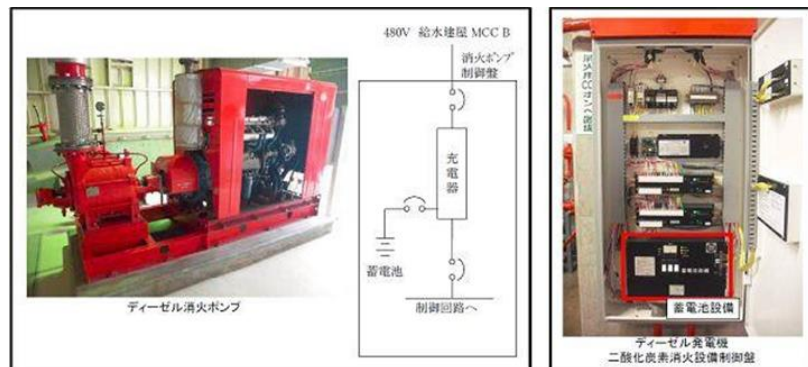 480V 給水建屋 MCC B
消火ポンプ
制御盤
充電器
蓄電池
制御回路へ
ディーゼル消火ポンプ
蓄電池設備
ディーゼル発電機
二酸化炭素消火設備制御盤